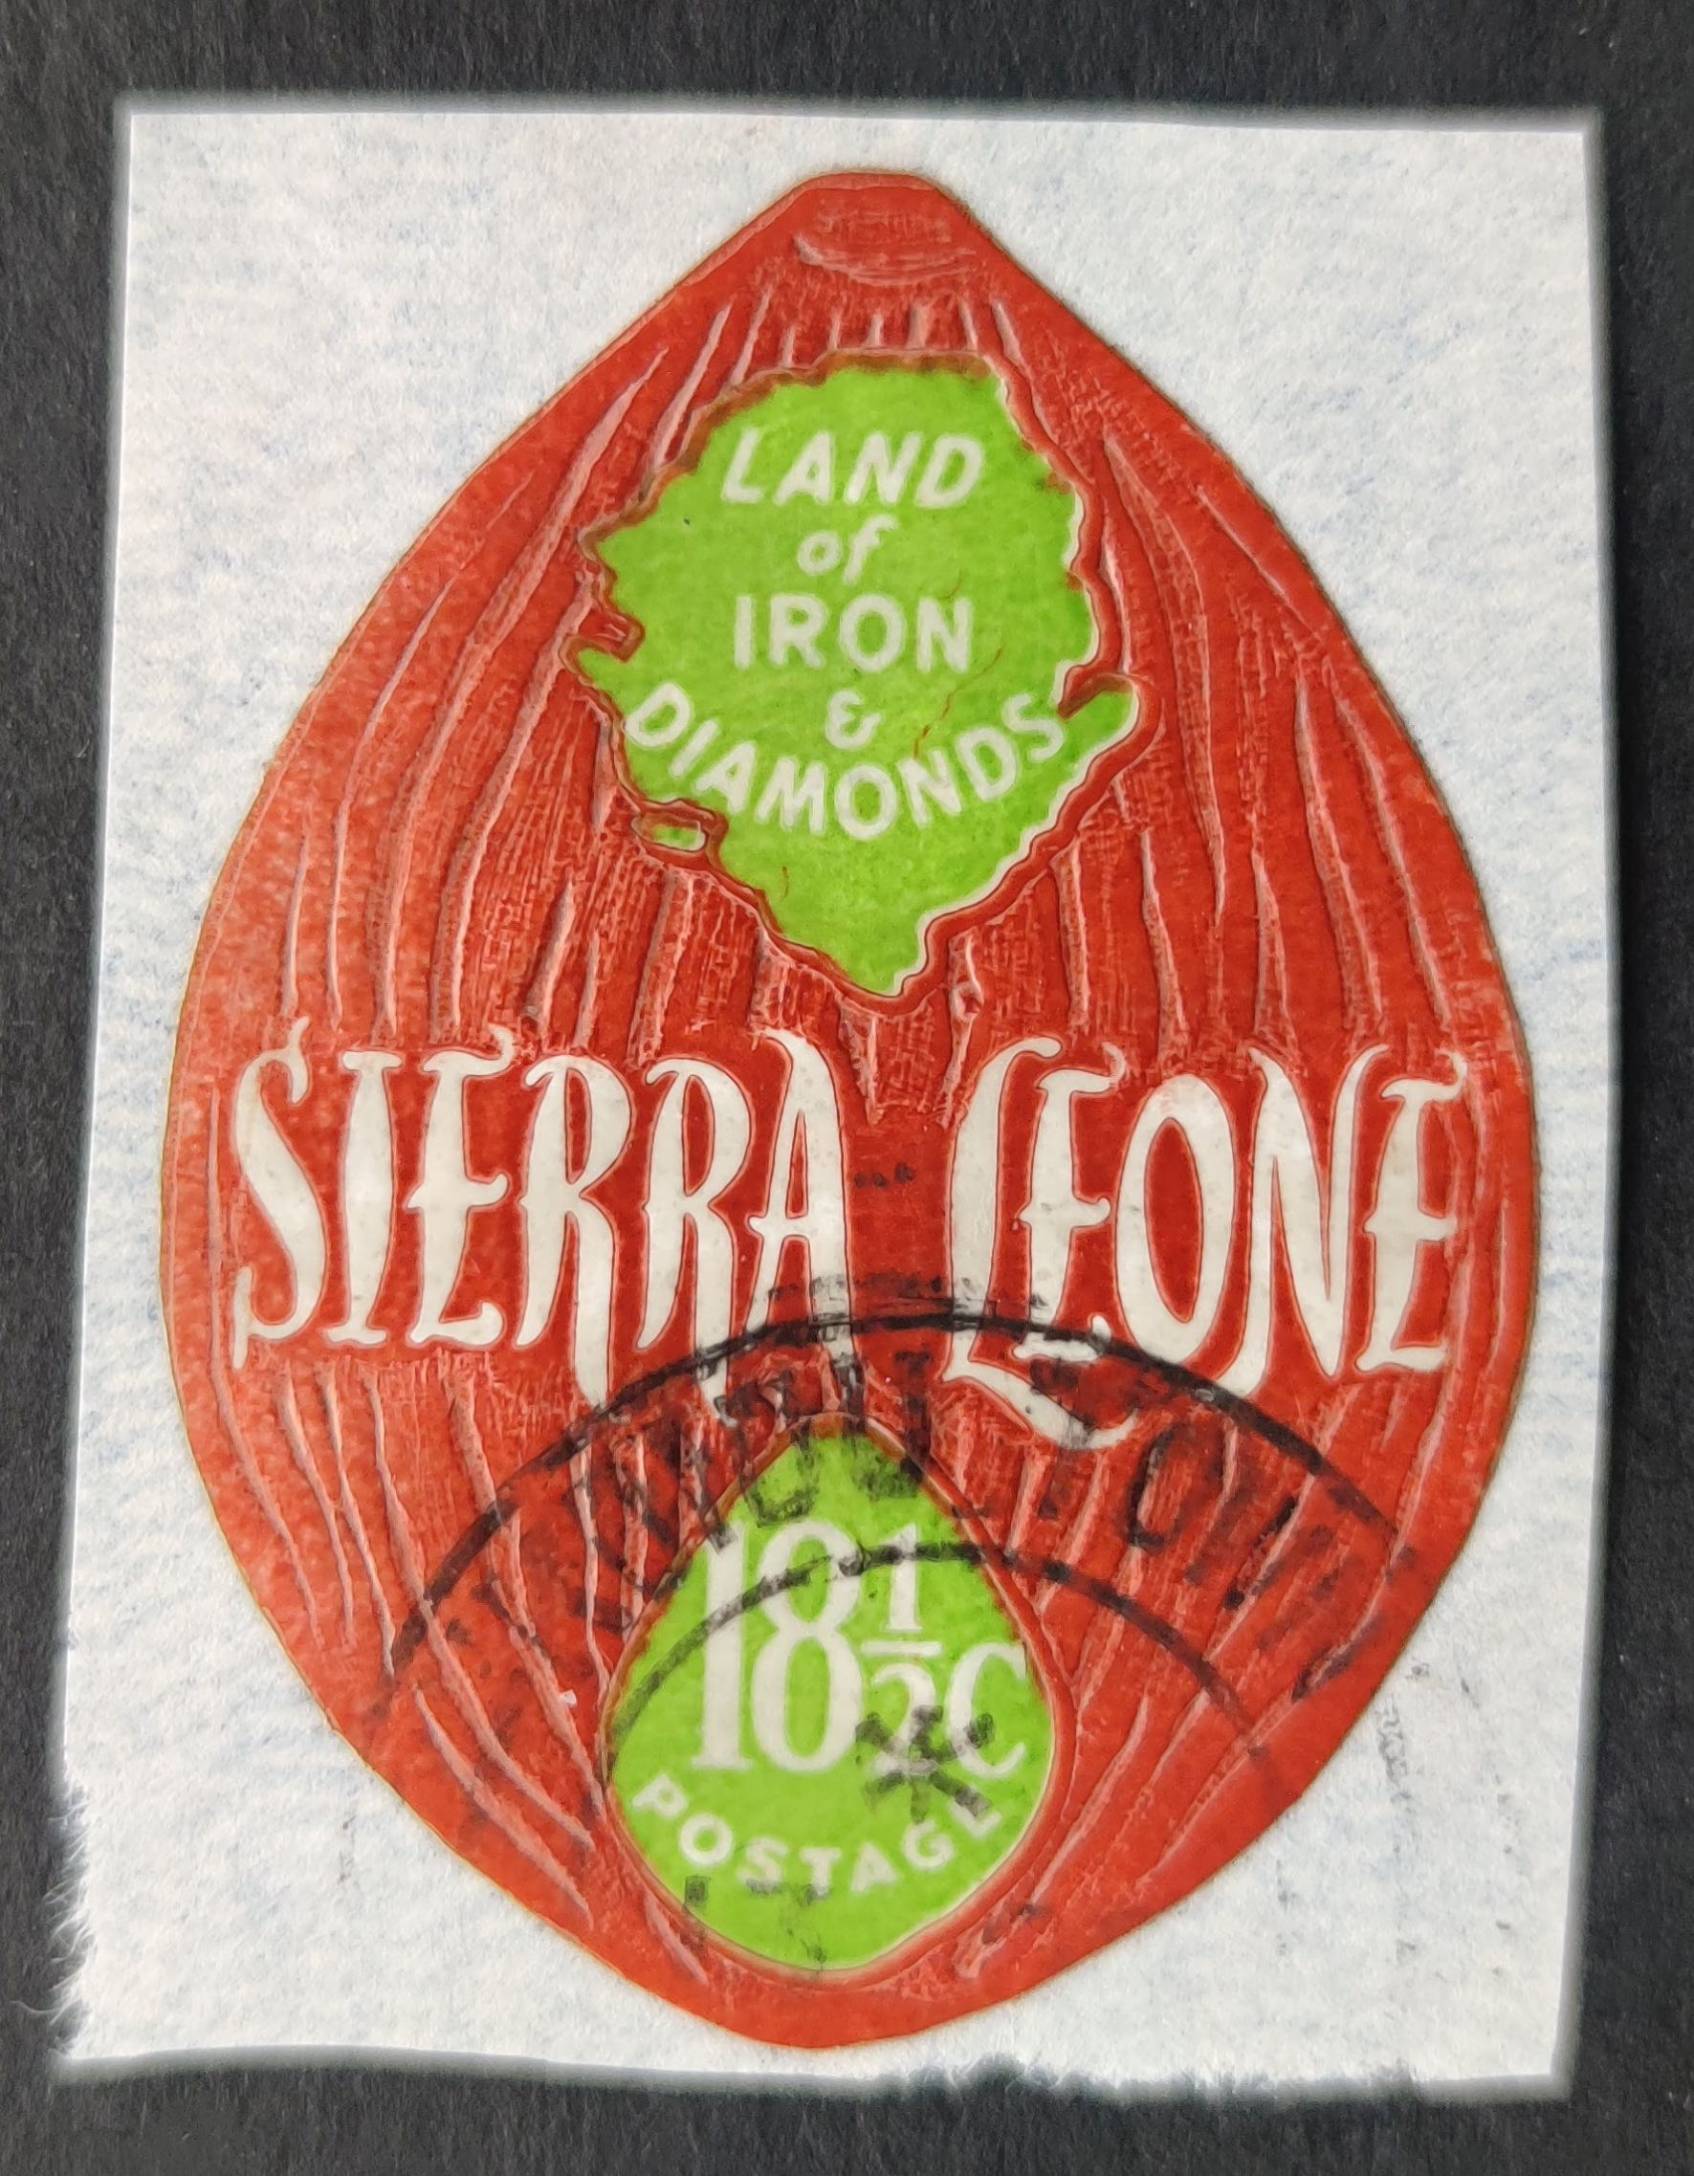 LAND
of
IRON
&
DIAMONDS
SIERRA LEONE
18½C
POSTAGE